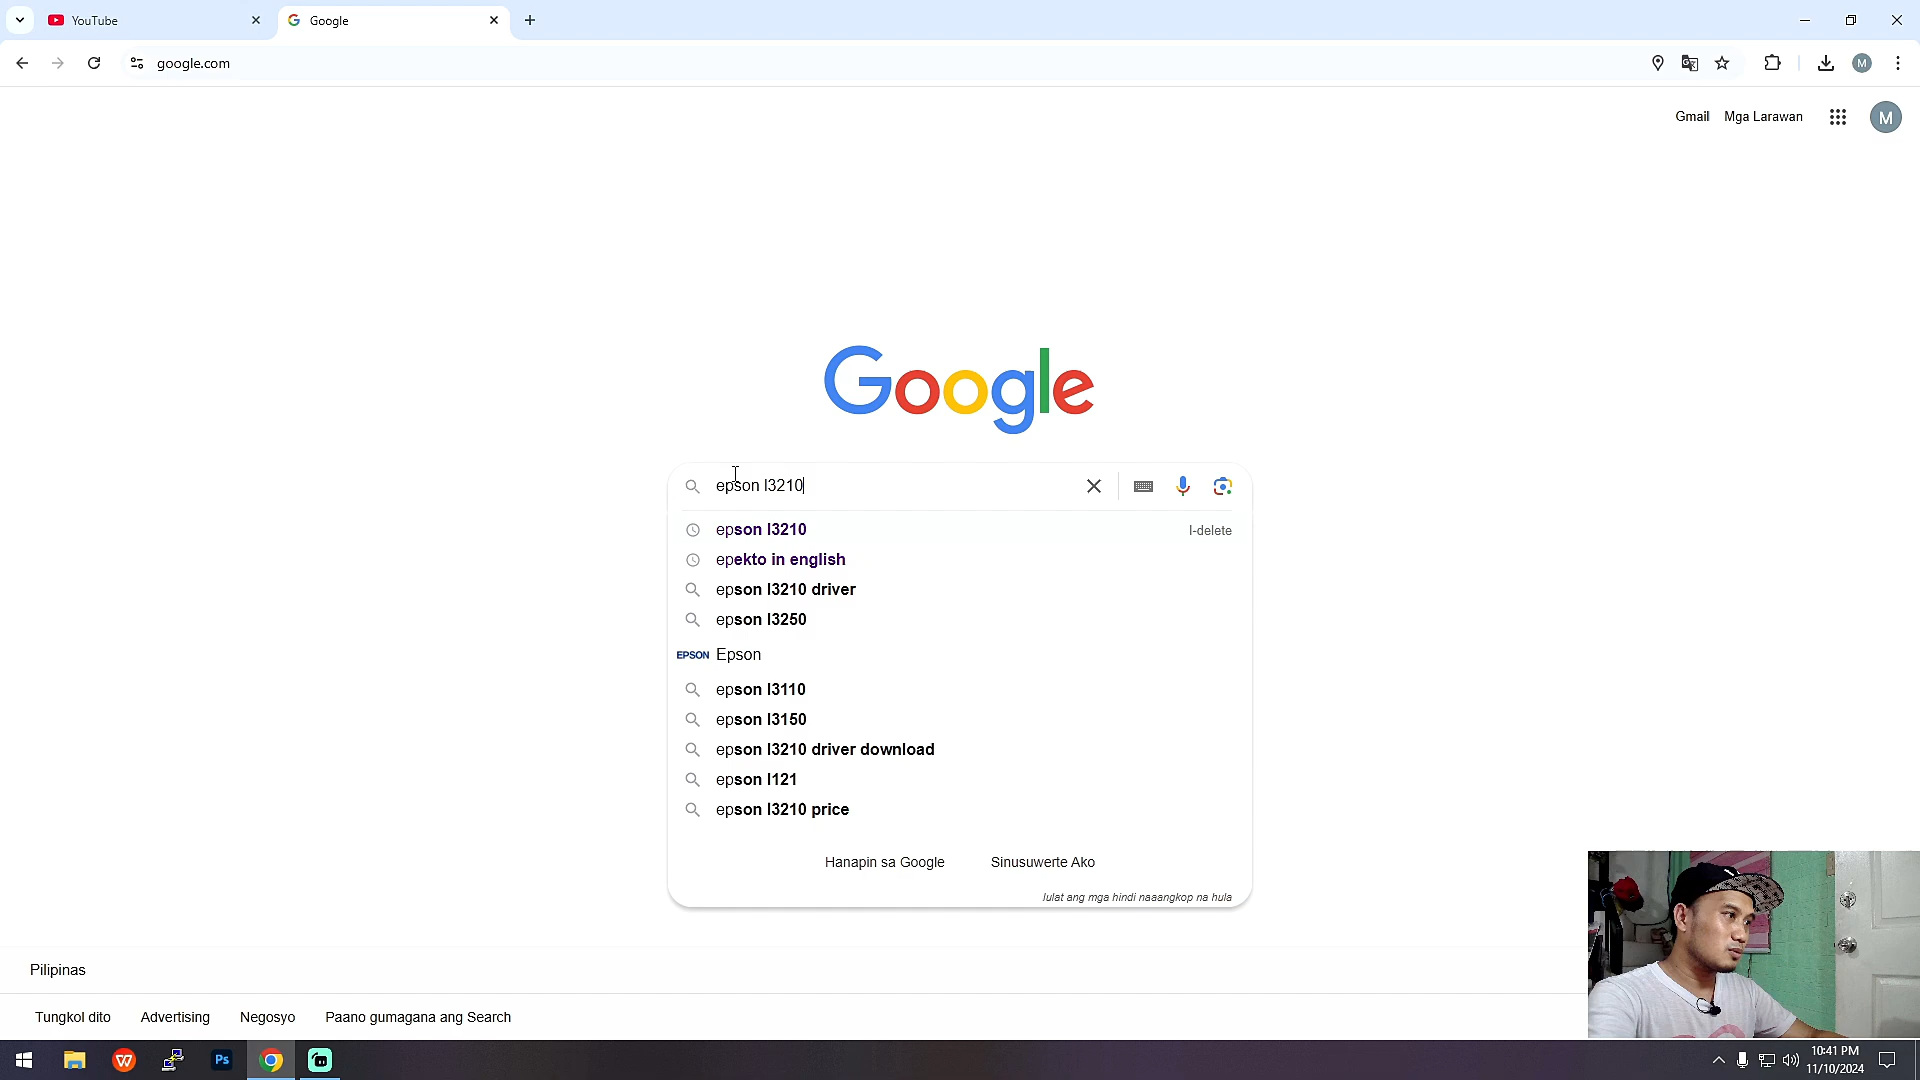 YouTube
Google
google.com
M
Gmail
Mga Larawan
M
Google
epson l3210
epson l3210
I-delete
epekto in english
epson l3210 driver
epson l3250
EPSON Epson
epson l3110
epson l3150
epson l3210 driver download
epson l121
epson l3210 price
Hanapin sa Google
Sinusuwerte Ako
Iulat ang mga hindi naaangkop na hula
Pilipinas
Tungkol dito
Advertising
Negosyo
Paano gumagana ang Search
W
Ps
10:41 PM
11/10/2024